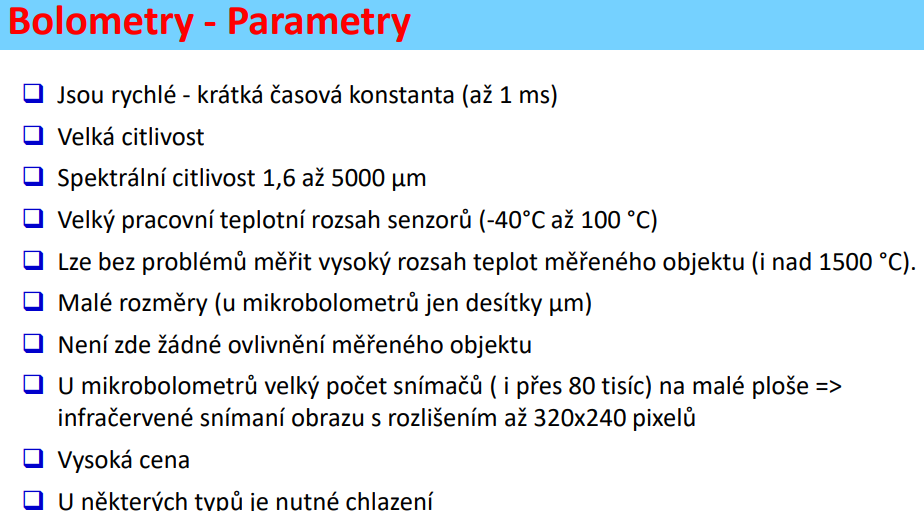 Bolometry - Parametry
Jsou rychlé - krátká časová konstanta (až 1 ms)
Velká citlivost
Spektrální citlivost 1,6 až 5000 μm
Velký pracovní teplotní rozsah senzorů (-40°C až 100 °C)
Lze bez problémů měřit vysoký rozsah teplot měřeného objektu (i nad 1500 °C).
Malé rozměry (u mikrobolometrů jen desítky μm)
Není zde žádné ovlivnění měřeného objektu
U mikrobolometrů velký počet snímačů ( i přes 80 tisíc) na malé ploše =>
infračervené snímaní obrazu s rozlišením až 320x240 pixelů
Vysoká cena
U některých typů je nutné chlazení